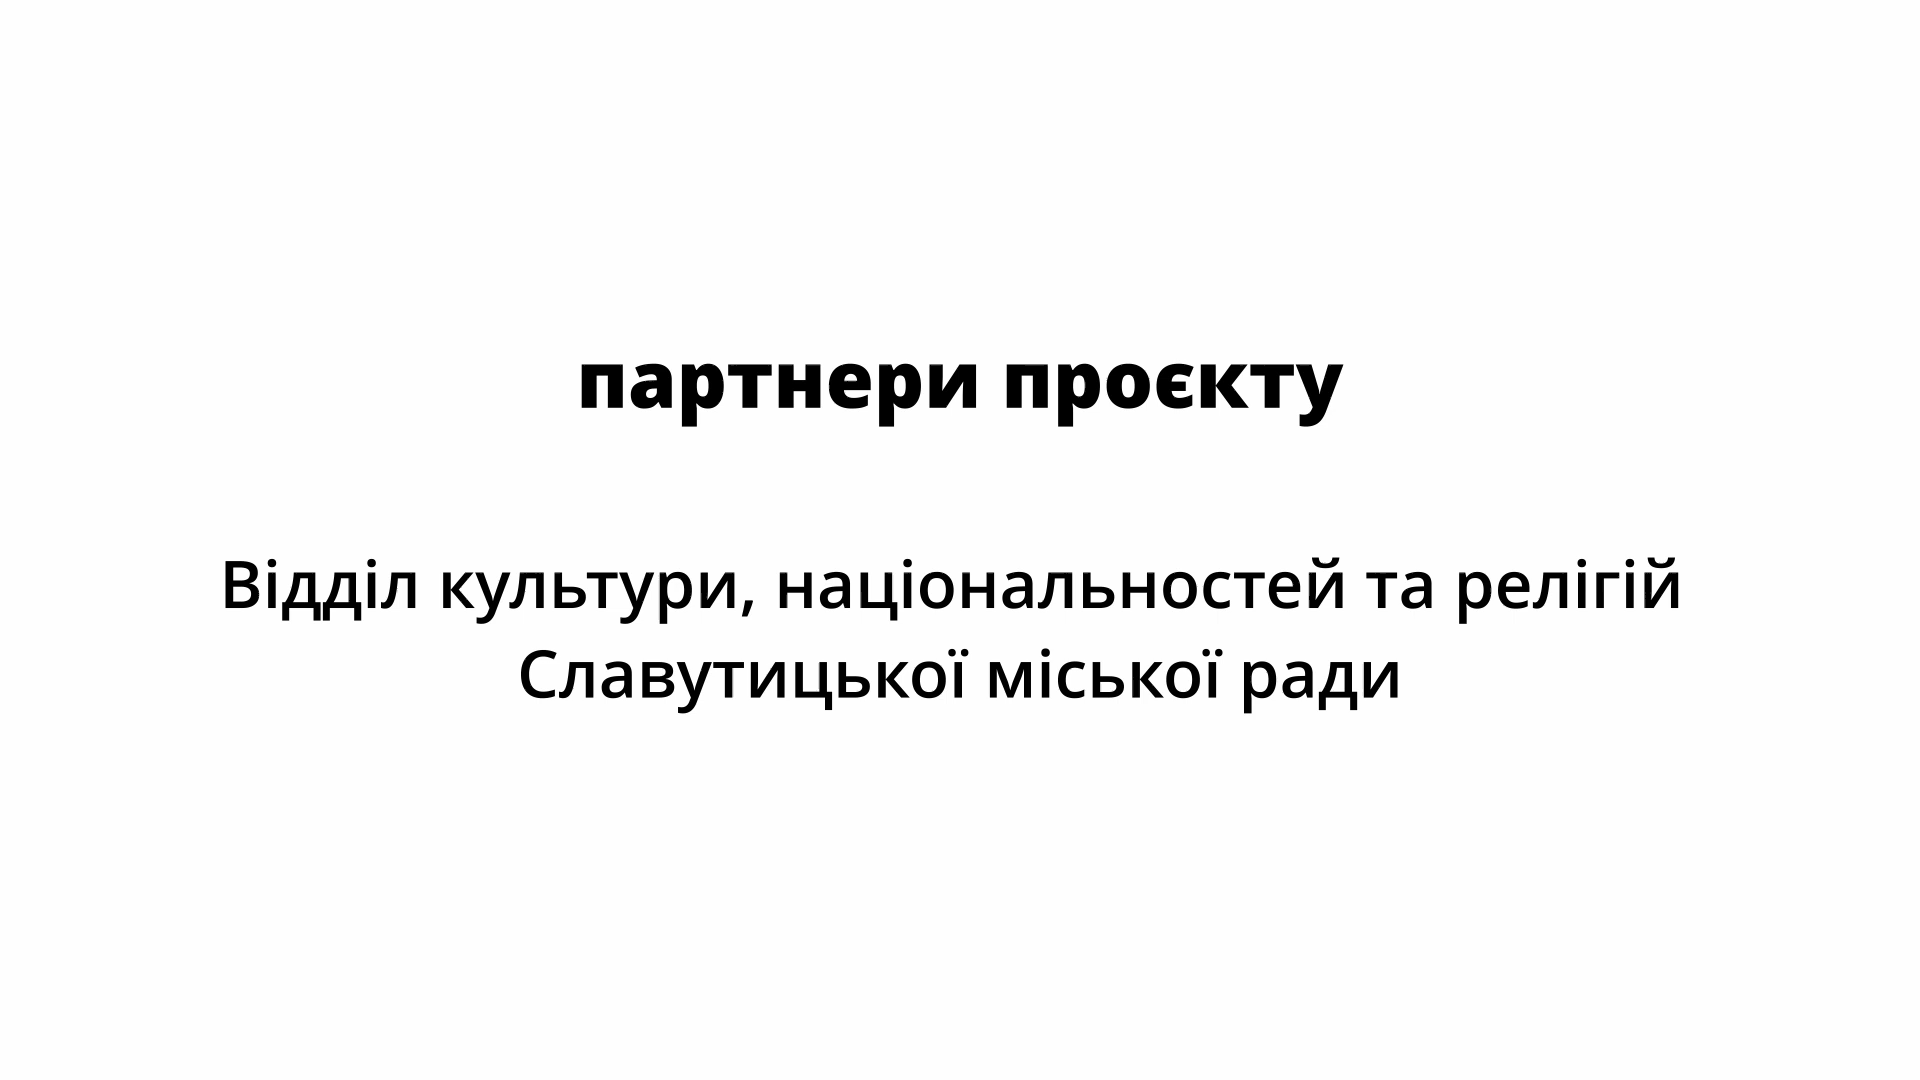 партнери проєкту
Відділ культури, національностей та релігій
Славутицької міської ради